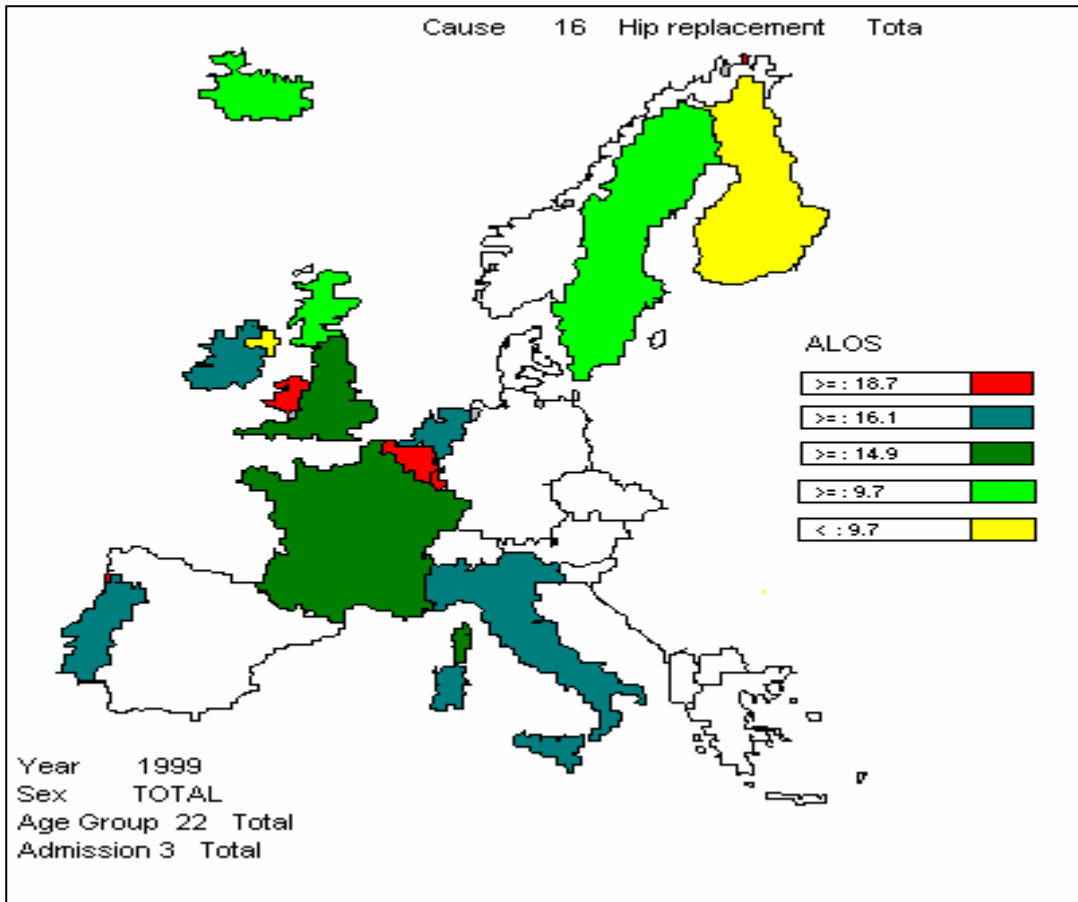 Cause 16 Hip replacement Tota
ALOS
>= : 18.7
>= : 16.1
>= : 14.9
>= : 9.7
< : 9.7
Year 1999
Sex TOTAL
Age Group 22 Total
Admission 3 Total